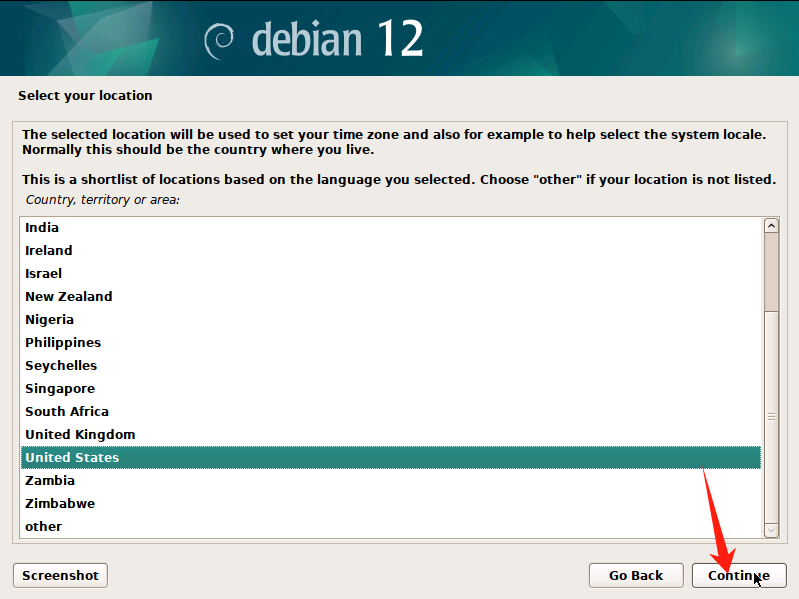 debian 12
Select your location
The selected location will be used to set your time zone and also for example to help select the system locale.
Normally this should be the country where you live.
This is a shortlist of locations based on the language you selected. Choose "other" if your location is not listed.
Country, territory or area:
India
Ireland
Israel
New Zealand
Nigeria
Philippines
Seychelles
Singapore
South Africa
United Kingdom
United States
Zambia
Zimbabwe
other
Screenshot
Go Back
Continue